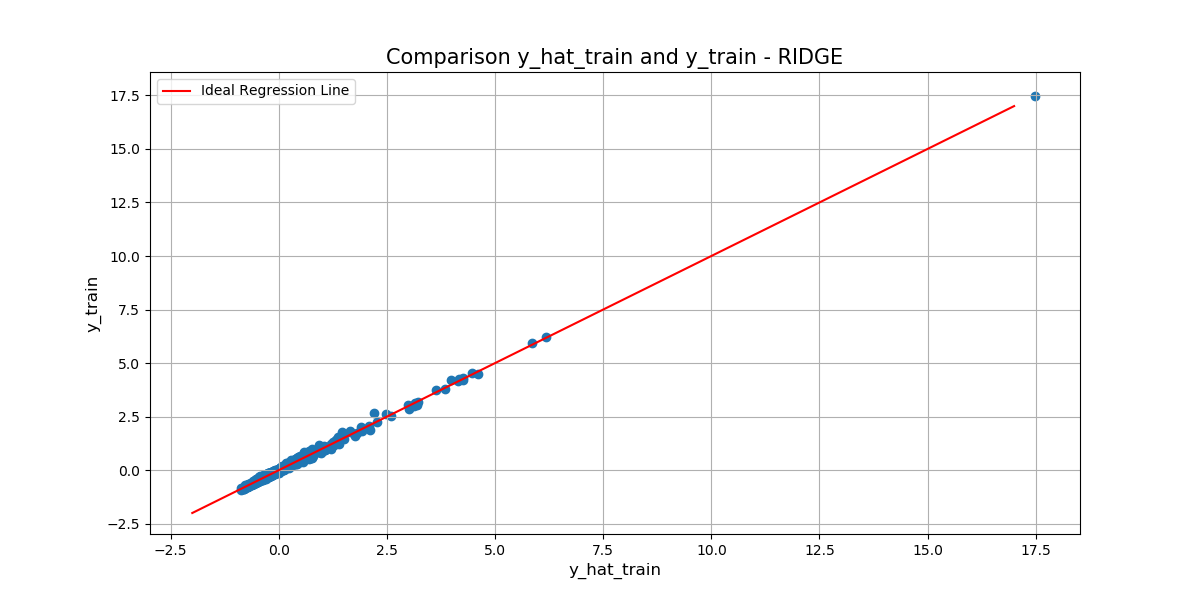 Comparison y_hat_train and y_train - RIDGE
Ideal Regression Line
17.5
15.0
12.5
10.0
7.5
5.0
2.5
0.0
−2.5
y_train
−2.5 0.0 2.5 5.0 7.5 10.0 12.5 15.0 17.5
y_hat_train